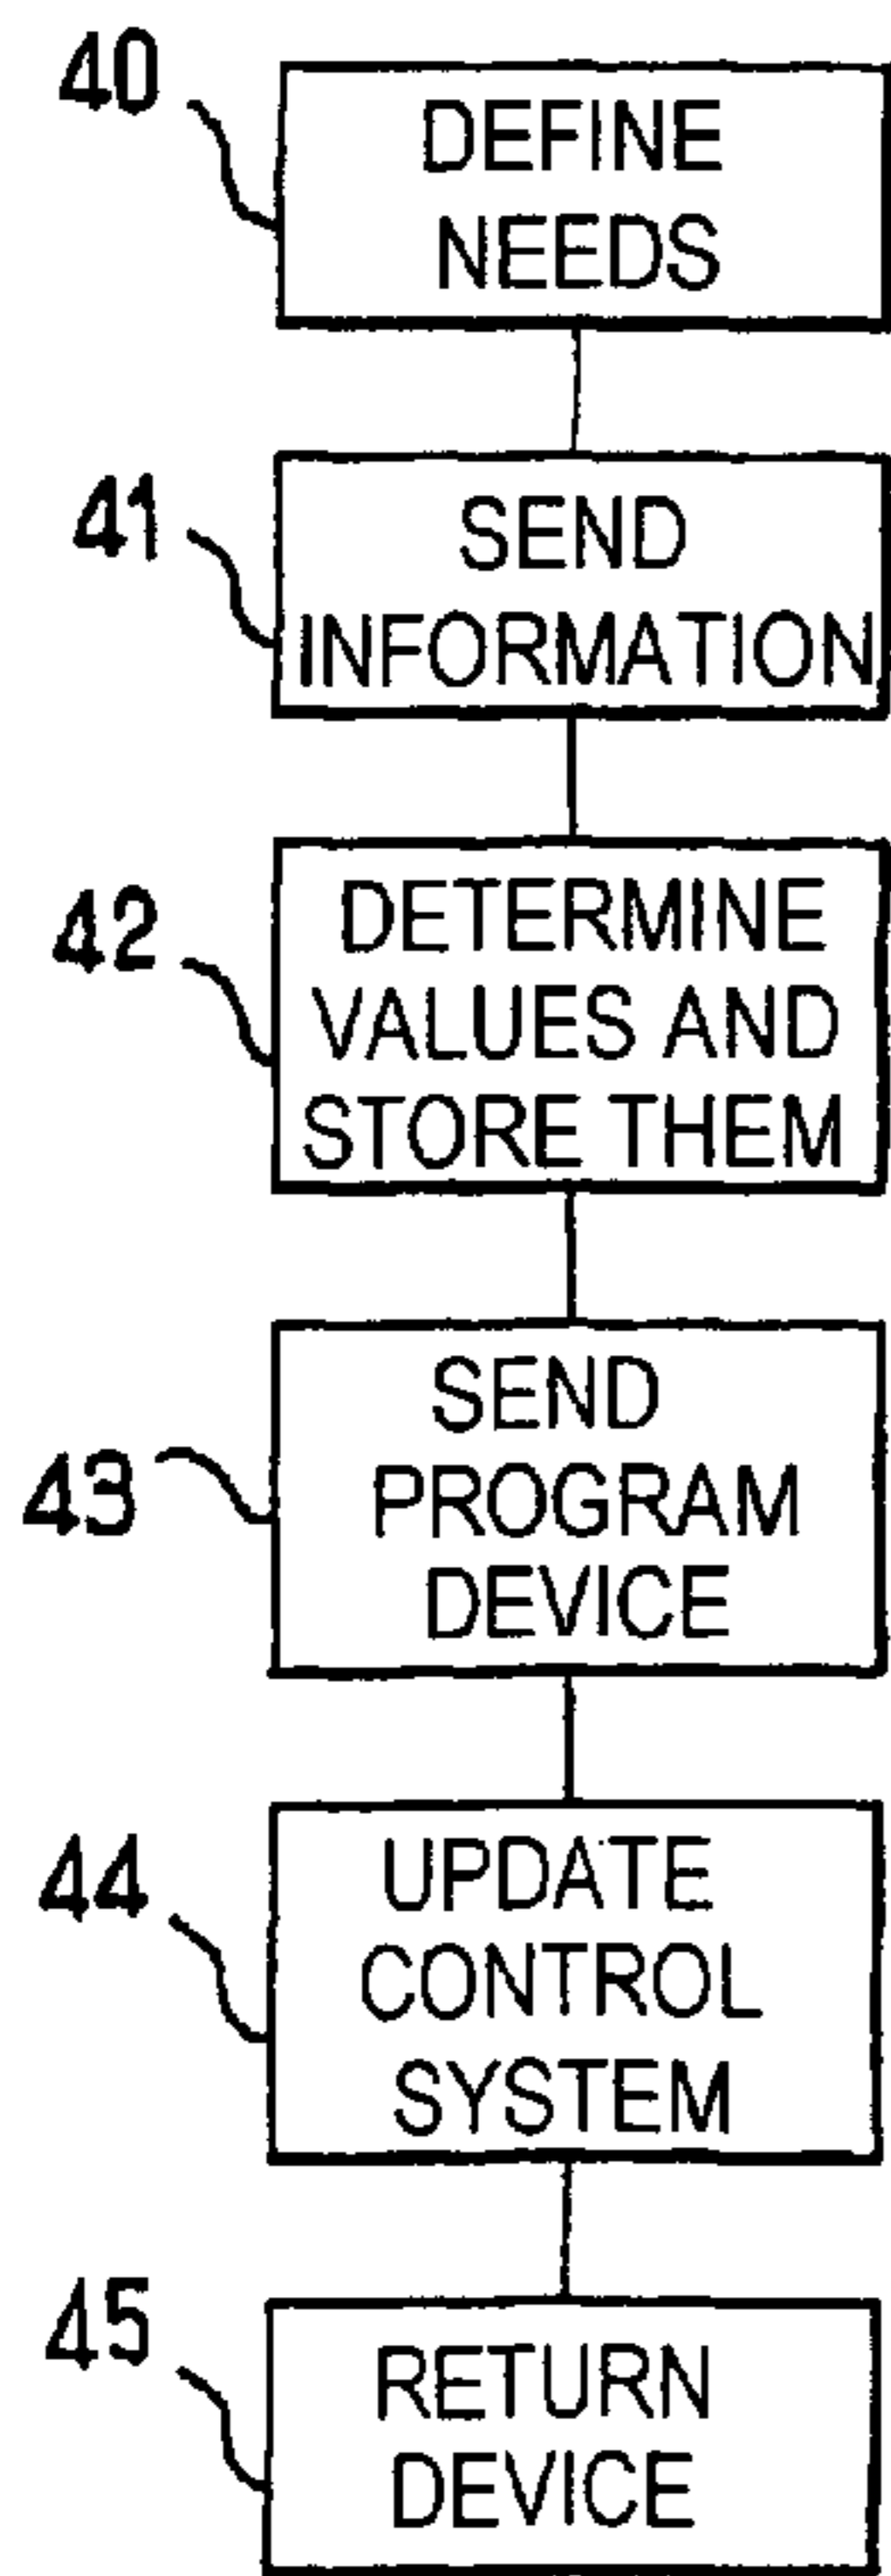 40
DEFINE
NEEDS
41
SEND
INFORMATION
42
DETERMINE
VALUES AND
STORE THEM
43
SEND
PROGRAM
DEVICE
44
UPDATE
CONTROL
SYSTEM
45
RETURN
DEVICE